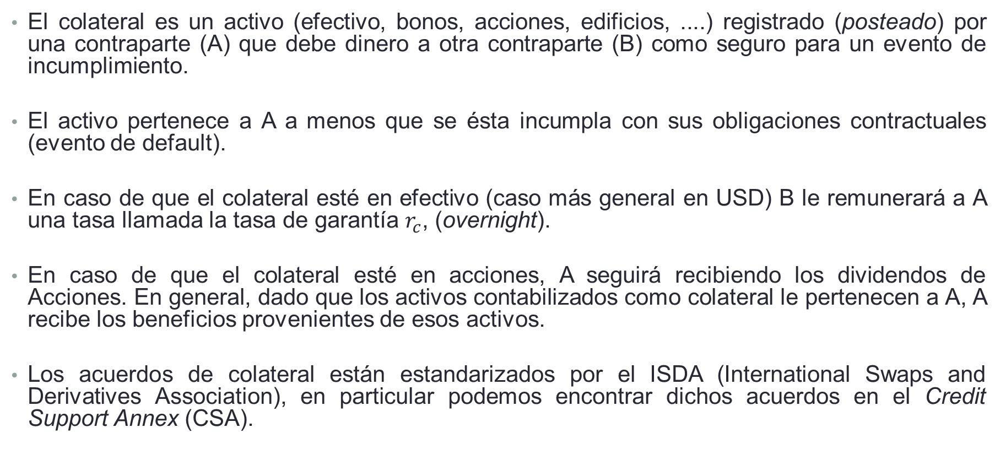 • El colateral es un activo (efectivo, bonos, acciones, edificios, ....) registrado (posteado) por
una contraparte (A) que debe dinero a otra contraparte (B) como seguro para un evento de
incumplimiento.
• El activo pertenece a A a menos que se ésta incumpla con sus obligaciones contractuales
(evento de default).
• En caso de que el colateral esté en efectivo (caso más general en USD) B le remunerará a A
una tasa llamada la tasa de garantía r_c, (overnight).
• En caso de que el colateral esté en acciones, A seguirá recibiendo los dividendos de
Acciones. En general, dado que los activos contabilizados como colateral le pertenecen a A, A
recibe los beneficios provenientes de esos activos.
• Los acuerdos de colateral están estandarizados por el ISDA (International Swaps and
Derivatives Association), en particular podemos encontrar dichos acuerdos en el Credit
Support Annex (CSA).